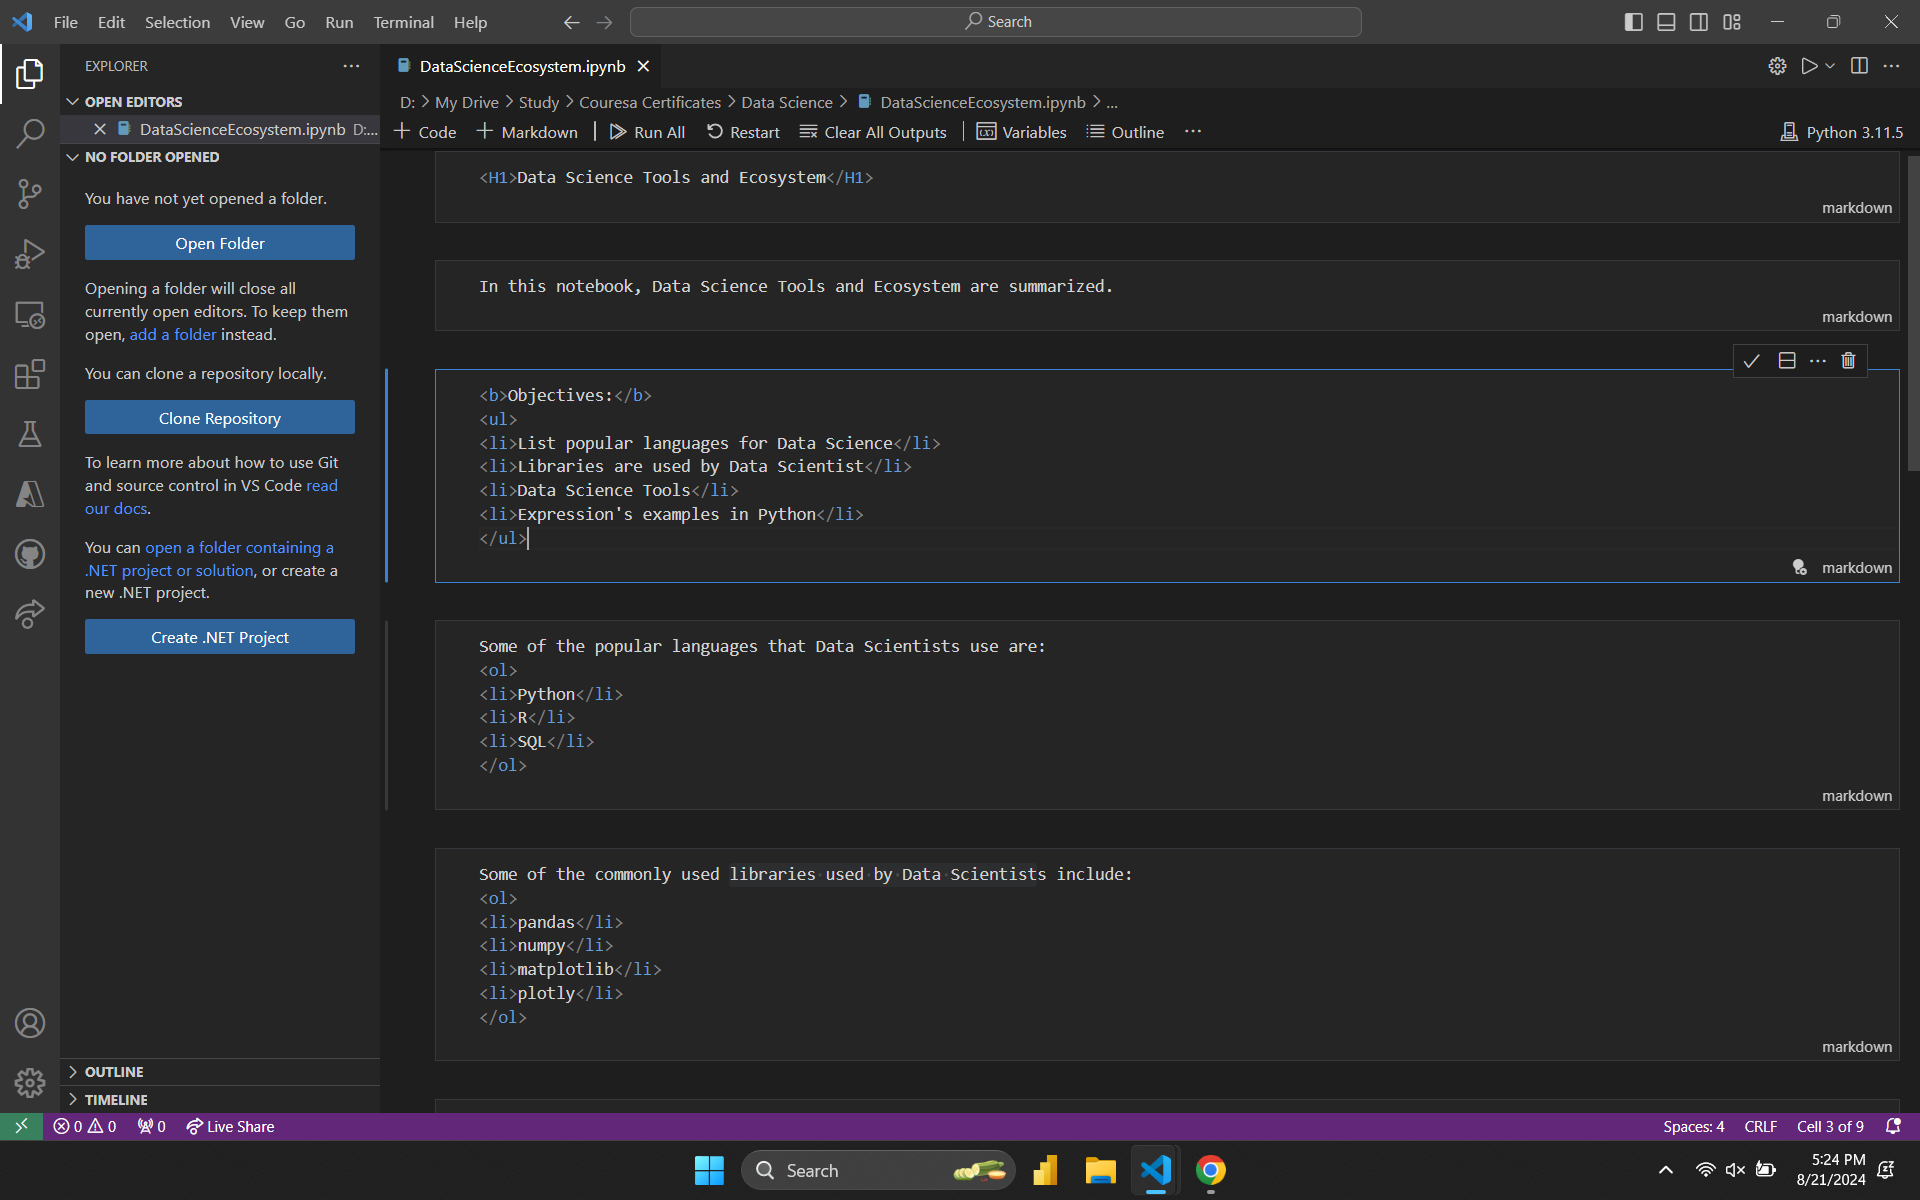 File Edit Selection View Go Run Terminal Help
Search
EXPLORER
OPEN EDITORS
DataScienceEcosystem.ipynb D:...
NO FOLDER OPENED
You have not yet opened a folder.
Open Folder
Opening a folder will close all
currently open editors. To keep them
open, add a folder instead.
You can clone a repository locally.
Clone Repository
To learn more about how to use Git
and source control in VS Code read
our docs.
You can open a folder containing a
.NET project or solution, or create a
new .NET project.
Create .NET Project
OUTLINE
TIMELINE
DataScienceEcosystem.ipynb
D: > My Drive > Study > Couresa Certificates > Data Science > DataScienceEcosystem.ipynb > ...
+ Code + Markdown | Run All Restart Clear All Outputs | Variables Outline ...
Python 3.11.5
<H1>Data Science Tools and Ecosystem</H1>
markdown
In this notebook, Data Science Tools and Ecosystem are summarized.
markdown
<b>Objectives:</b>
<ul>
<li>List popular languages for Data Science</li>
<li>Libraries are used by Data Scientist</li>
<li>Data Science Tools</li>
<li>Expression's examples in Python</li>
</ul>
markdown
Some of the popular languages that Data Scientists use are:
<ol>
<li>Python</li>
<li>R</li>
<li>SQL</li>
</ol>
markdown
Some of the commonly used libraries used by Data Scientists include:
<ol>
<li>pandas</li>
<li>numpy</li>
<li>matplotlib</li>
<li>plotly</li>
</ol>
markdown
0 0 0 Live Share
Spaces: 4 CRLF Cell 3 of 9
Search
5:24 PM
8/21/2024